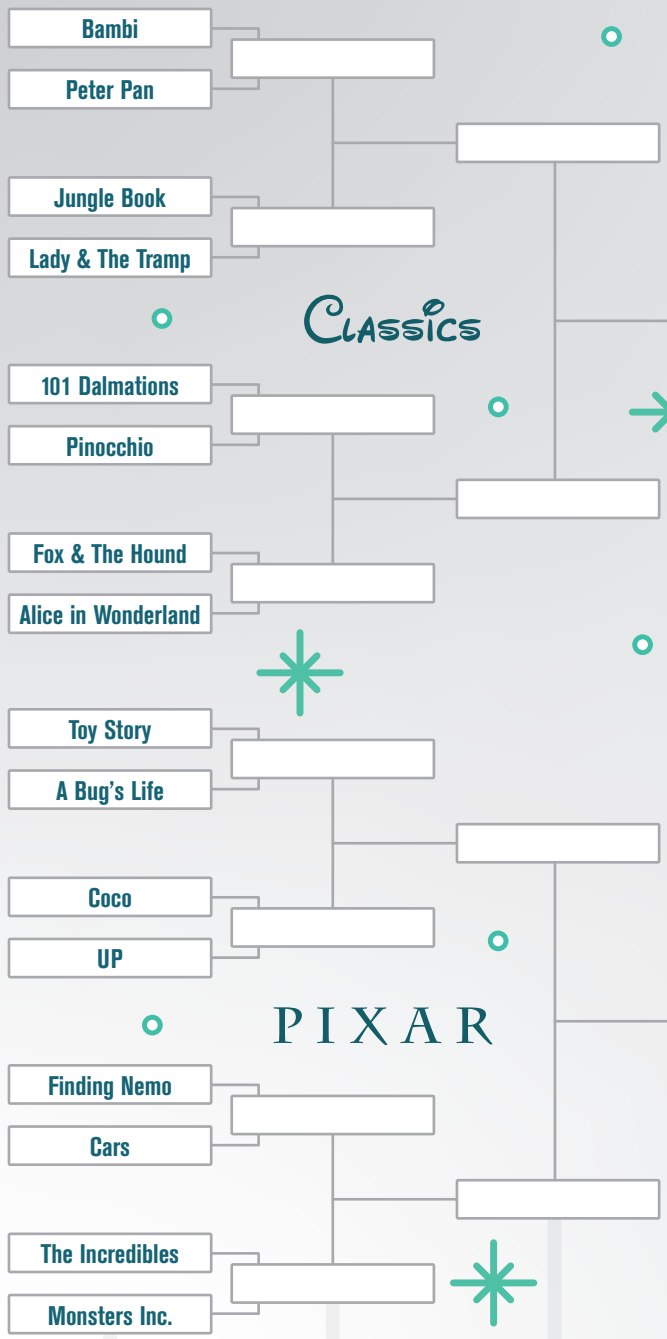 Bambi
Peter Pan
Jungle Book
Lady & The Tramp
Classics
101 Dalmations
Pinocchio
Fox & The Hound
Alice in Wonderland
Toy Story
A Bug's Life
Coco
UP
PIXAR
Finding Nemo
Cars
The Incredibles
Monsters Inc.